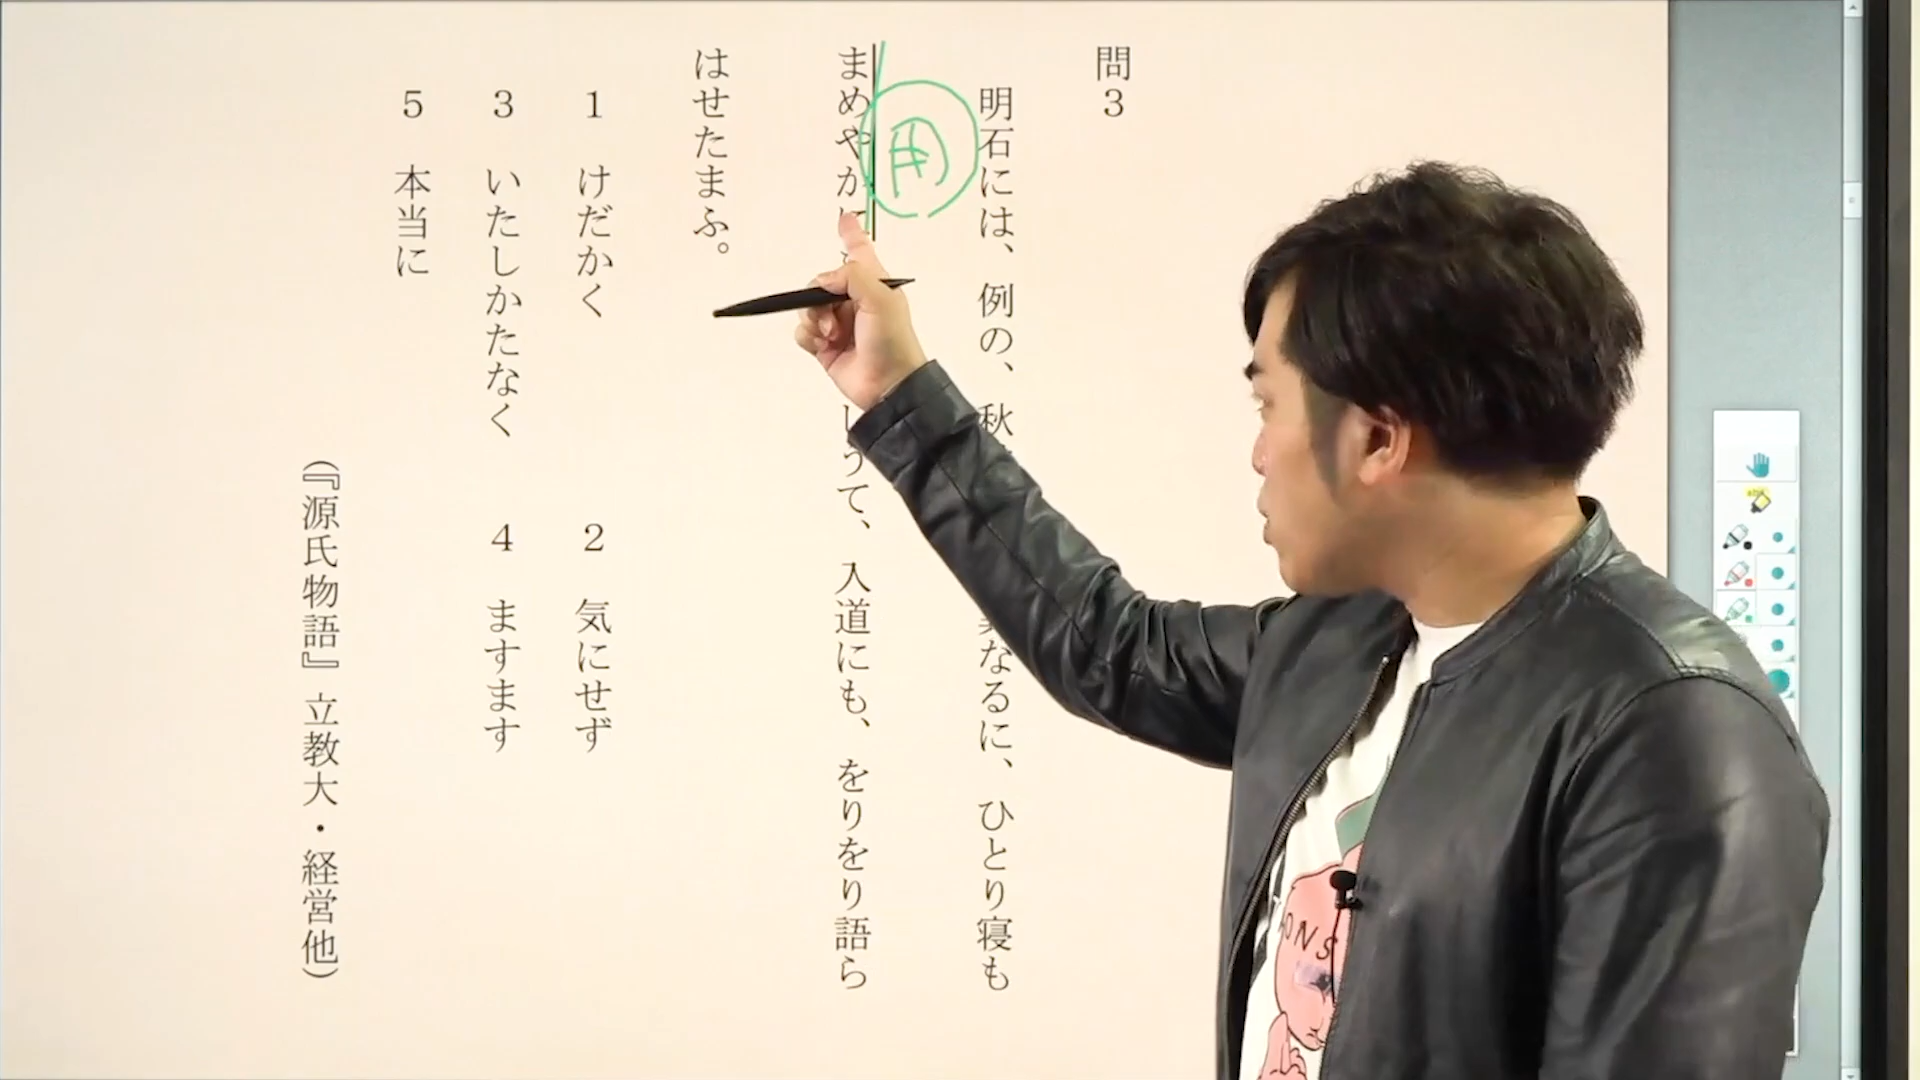 問3
明石には、例の、秋
なるに、ひとり寝も
まめやかに
しうて、入道にも、をりをり語ら
はせたまふ。
用
1 けだかく
2 気にせず
3 いたしかたなく
4 ますます
5 本当に
(『源氏物語』立教大・経営他)
ONS